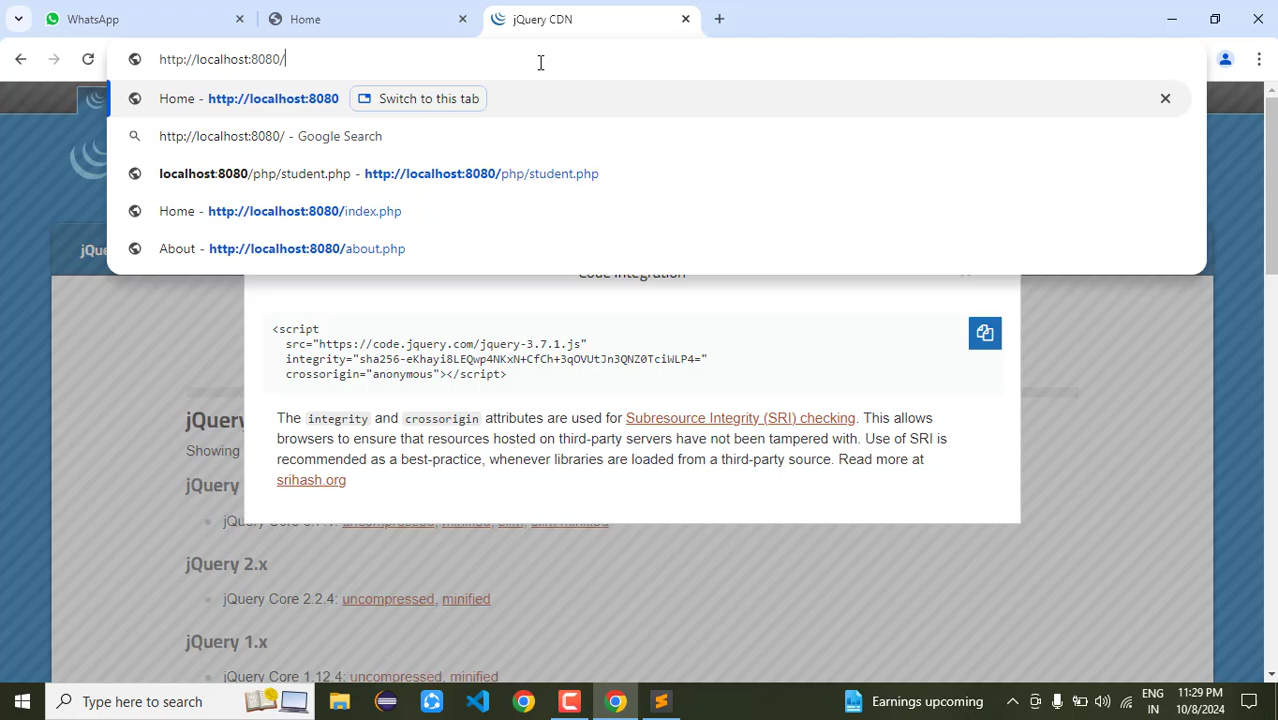 WhatsApp
Home
jQuery CDN
http://localhost:8080/
Home - http://localhost:8080 Switch to this tab
http://localhost:8080/ - Google Search
localhost:8080/php/student.php - http://localhost:8080/php/student.php
Home - http://localhost:8080/index.php
About - http://localhost:8080/about.php
<script
src="https://code.jquery.com/jquery-3.7.1.js"
integrity="sha256-eKhayi8LEQwp4NKxN+CfCh+3qOVUtJn3QNZ0TciWLP4="
crossorigin="anonymous"></script>
The integrity and crossorigin attributes are used for Subresource Integrity (SRI) checking. This allows
browsers to ensure that resources hosted on third-party servers have not been tampered with. Use of SRI is
recommended as a best-practice, whenever libraries are loaded from a third-party source. Read more at
srihash.org
jQuery
Showing
jQuery
jQuery 2.x
jQuery Core 2.2.4: uncompressed, minified
jQuery 1.x
jQuery Core 1.12.4: uncompressed, minified
Type here to search
Earnings upcoming
ENG
IN
11:29 PM
10/8/2024